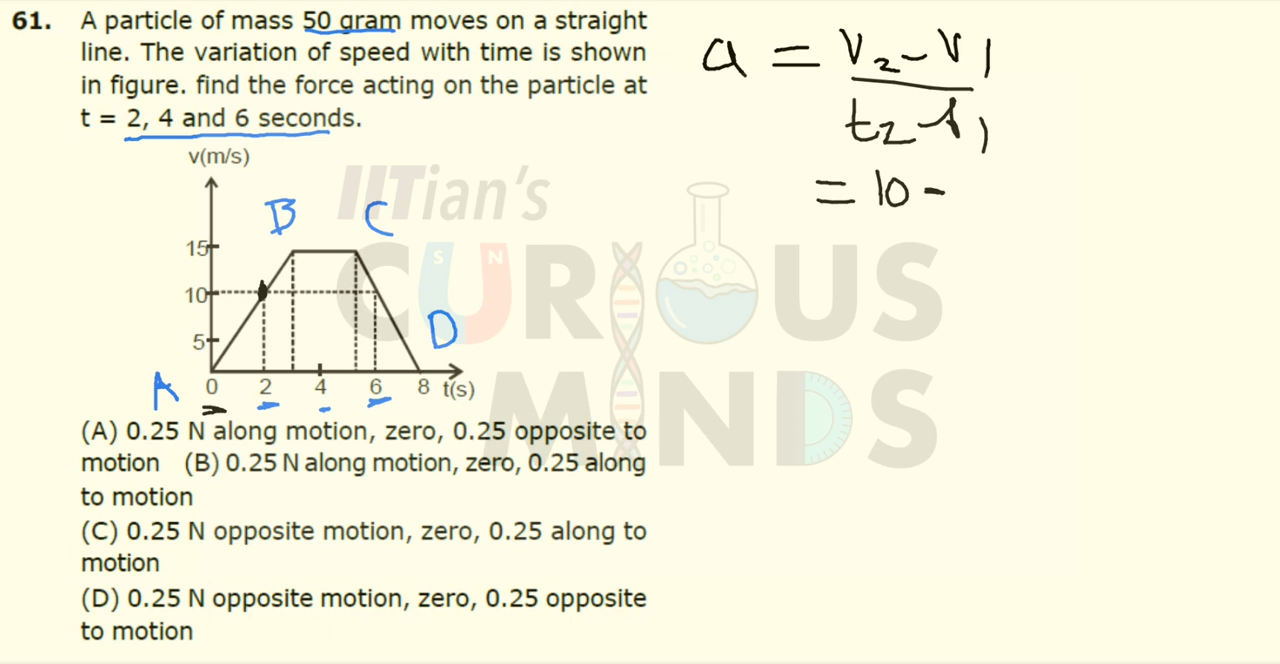 61. A particle of mass 50 gram moves on a straight
line. The variation of speed with time is shown
in figure. find the force acting on the particle at
t = 2, 4 and 6 seconds.
v(m/s)
15
10
5
0 2 4 6 8 t(s)
A
B
C
D
(A) 0.25 N along motion, zero, 0.25 opposite to
motion (B) 0.25 N along motion, zero, 0.25 along
to motion
(C) 0.25 N opposite motion, zero, 0.25 along to
motion
(D) 0.25 N opposite motion, zero, 0.25 opposite
to motion
a = v2 - v1
t2 - t1
= 10 -
IITian's
CURIOUS
S N
MINDS